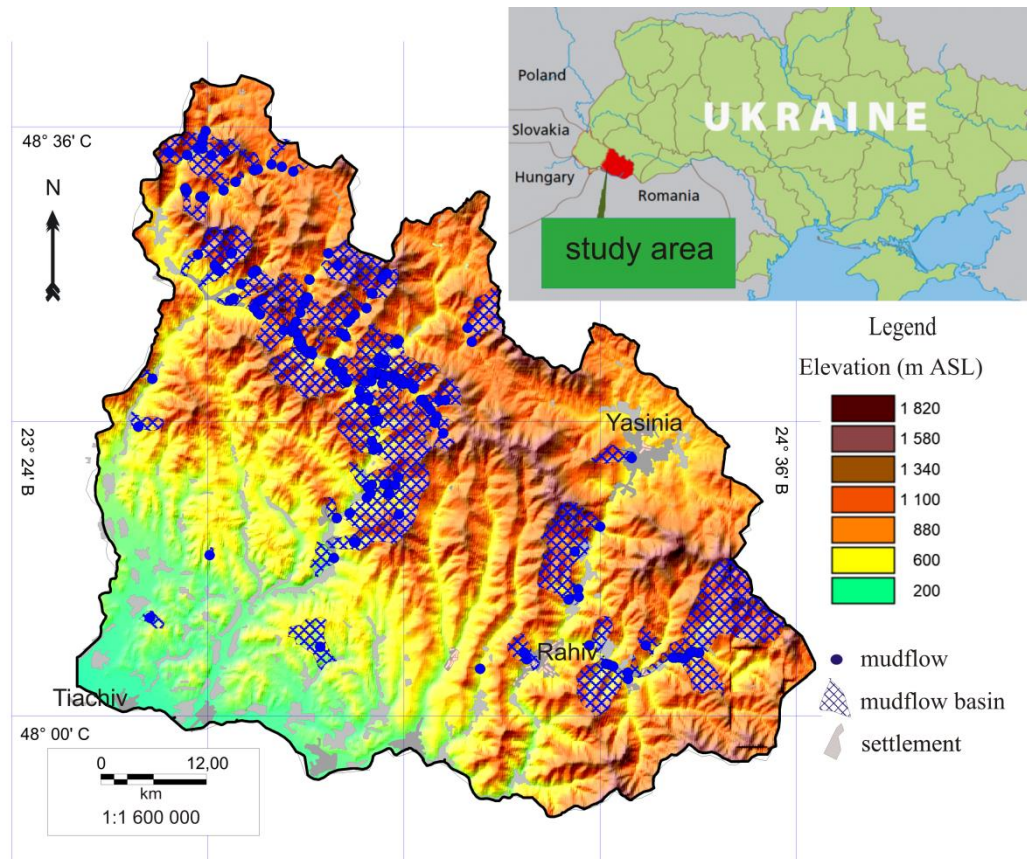 Poland
Slovakia
Hungary
Romania
UKRAINE
study area
48° 36' C
N
23° 24' B
24° 36' B
Yasinia
Rahiv
Tiachiv
48° 00' C
0 12,00
km
1:1 600 000
Legend
Elevation (m ASL)
1 820
1 580
1 340
1 100
880
600
200
mudflow
mudflow basin
settlement